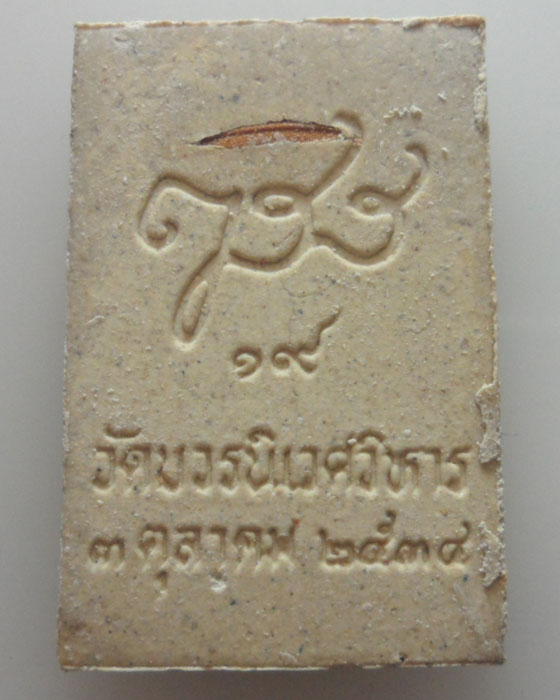 ญสส
๑๙
วัดบวรนิเวศวิหาร
๓ ตุลาคม ๒๕๓๔